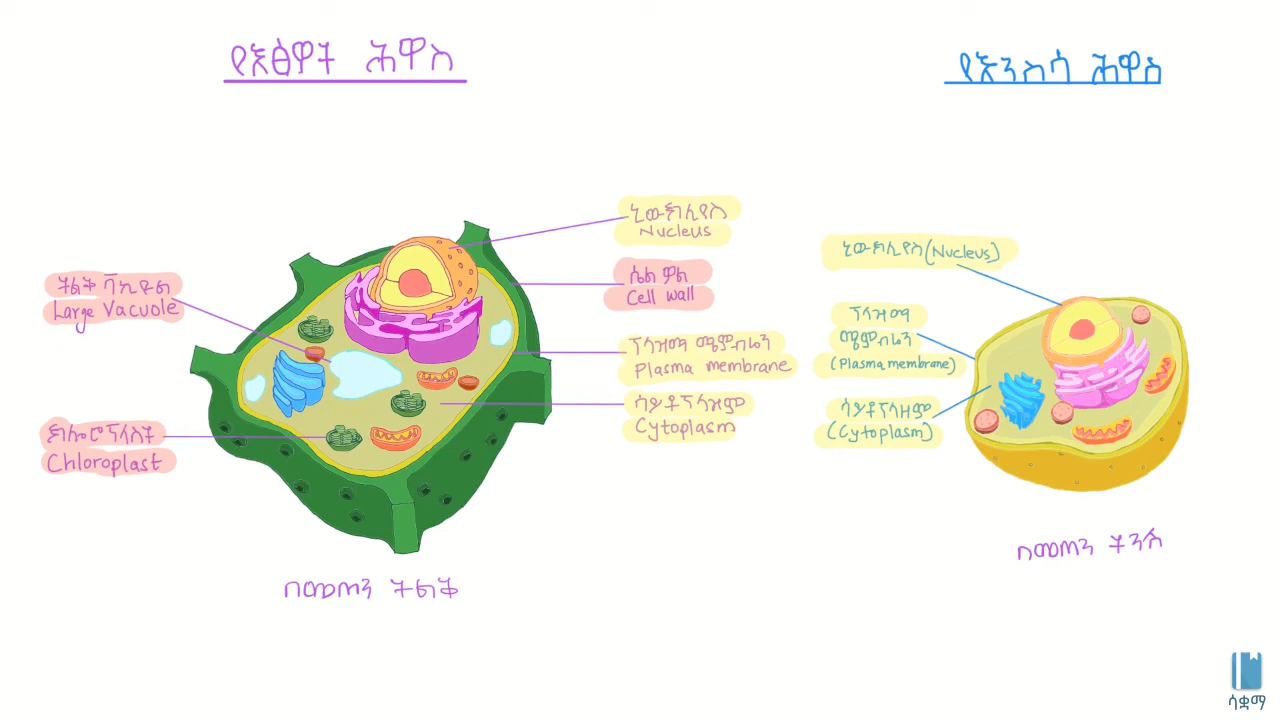 የእፅዋት ሕዋስ
የእንስሳ ሕዋስ
ኒውክሊየስ
Nucleus
ሴል ዎል
Cell wall
ትልቅ ቫኪዩል
Large Vacuole
ፕላዝማ ሜምብሬን
Plasma membrane
ሳይቶፕላዝም
Cytoplasm
ክሎሮፕላስት
Chloroplast
በመጠን ትልቅ
ኒውክሊየስ (Nucleus)
ፕላዝማ
ሜምብሬን
(Plasma membrane)
ሳይቶፕላዝም
(Cytoplasm)
በመጠን ትንሽ
ሳቋማ